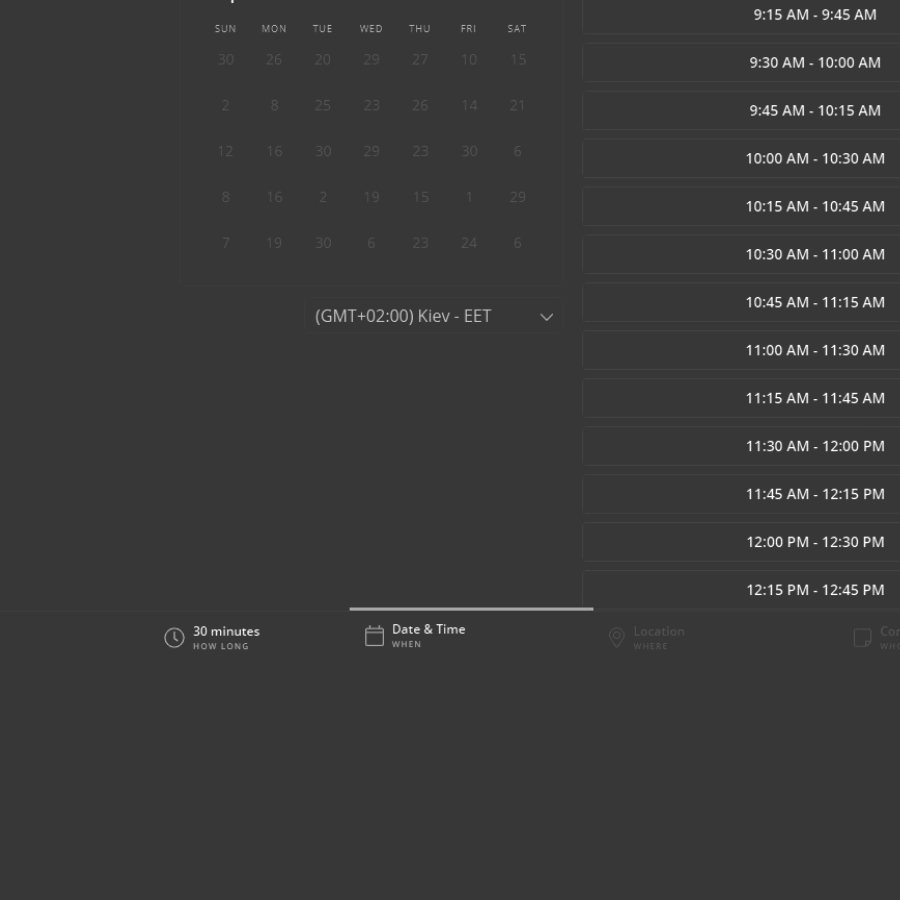 SUN MON TUE WED THU FRI SAT
30 26 20 29 27 10 15
2 8 25 23 26 14 21
12 16 30 29 23 30 6
8 16 2 19 15 1 29
7 19 30 6 23 24 6
(GMT+02:00) Kiev - EET
9:15 AM - 9:45 AM
9:30 AM - 10:00 AM
9:45 AM - 10:15 AM
10:00 AM - 10:30 AM
10:15 AM - 10:45 AM
10:30 AM - 11:00 AM
10:45 AM - 11:15 AM
11:00 AM - 11:30 AM
11:15 AM - 11:45 AM
11:30 AM - 12:00 PM
11:45 AM - 12:15 PM
12:00 PM - 12:30 PM
12:15 PM - 12:45 PM
30 minutes
HOW LONG
Date & Time
WHEN
Location
WHERE